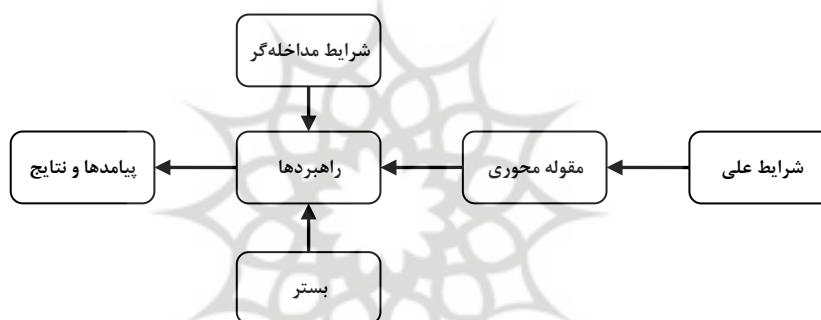 شرایط مداخله‌گر
شرایط علی
مقوله محوری
راهبردها
پیامدها و نتایج
بستر